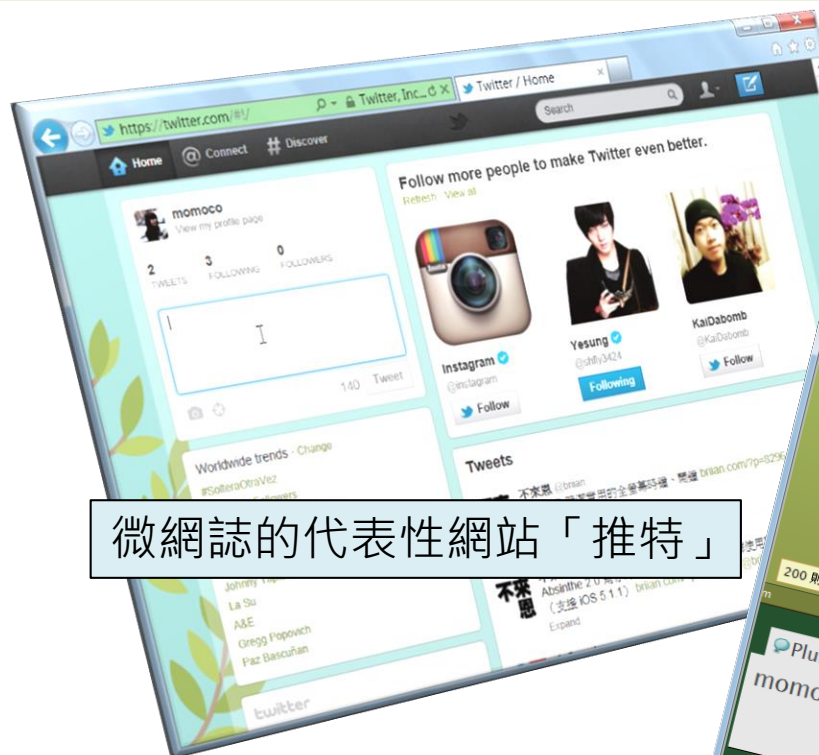 https://twitter.com/#!/
Twitter, Inc...
Twitter / Home
Home
Connect
Discover
Search
momoco
View my profile page
2
TWEETS
3
FOLLOWING
0
FOLLOWERS
140
Tweet
Follow more people to make Twitter even better.
Refresh · View all
Instagram
@instagram
Follow
Yesung
@shfly3424
Following
KaiDabomb
@KaiDabomb
Follow
Worldwide trends · Change
#SolteraOtraVez
微網誌的代表性網站「推特」
Tweets
不來恩 @briian
不來恩
Absinthe 2.0
(支援 iOS 5.1.1)
Expand
La Su
A&E
Gregg Popovich
Paz Bascuñan
twitter
200
Plu
momo